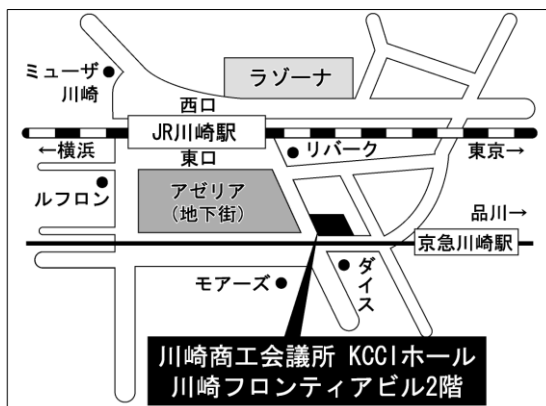 ラゾーナ
ミューザ
川崎
西口
JR川崎駅
←横浜
東口
リバーク
東京→
ルフロン
アゼリア
(地下街)
品川→
京急川崎駅
モアーズ
ダイス
川崎商工会議所 KCCIホール
川崎フロンティアビル2階